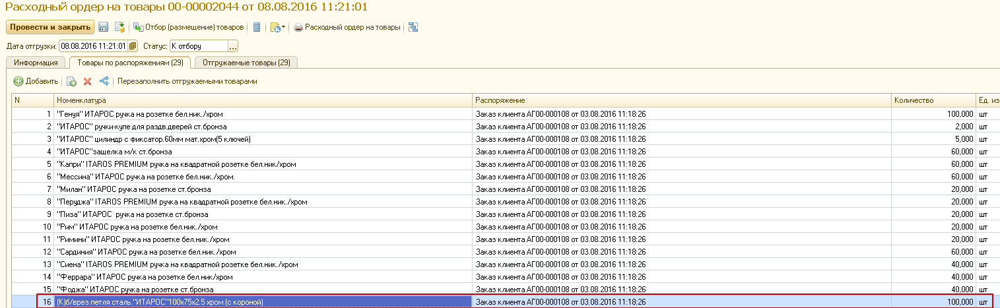 Расходный ордер на товары 00-00002044 от 08.08.2016 11:21:01
Провести и закрыть Отбор (размещение) товаров Расходный ордер на товары
Дата отгрузки: 08.08.2016 11:21:01 Статус: К отбору ...
Информация Товары по распоряжениям (29) Отгружаемые товары (29)
Добавить Перезаполнить отгружаемыми товарами
N Номенклатура Распоряжение Количество Ед. из
1 "Генуя" ИТАРОС ручка на розетке бел.ник./хром Заказ клиента АГ00-000108 от 03.08.2016 11:18:26 100,000 шт
2 "ИТАРОС" ручки-купе для раздв.дверей ст.бронза Заказ клиента АГ00-000108 от 03.08.2016 11:18:26 2,000 шт
3 "ИТАРОС" цилиндр с фиксатор.60мм мат.хром(5 ключей) Заказ клиента АГ00-000108 от 03.08.2016 11:18:26 5,000 шт
4 "ИТАРОС"защелка м/к ст.бронза Заказ клиента АГ00-000108 от 03.08.2016 11:18:26 60,000 шт
5 "Капри" ITAROS PREMIUM ручка на квадратной розетке бел.ник/хром Заказ клиента АГ00-000108 от 03.08.2016 11:18:26 60,000 шт
6 "Мессина" ИТАРОС ручка на розетке бел.ник./хром. Заказ клиента АГ00-000108 от 03.08.2016 11:18:26 60,000 шт
7 "Милан" ИТАРОС ручка на розетке ст.бронза Заказ клиента АГ00-000108 от 03.08.2016 11:18:26 20,000 шт
8 "Перуджа" ITAROS PREMIUM ручка на квадратной розетке бел.ник./хром Заказ клиента АГ00-000108 от 03.08.2016 11:18:26 20,000 шт
9 "Пиза" ИТАРОС ручка на розетке ст.бронза Заказ клиента АГ00-000108 от 03.08.2016 11:18:26 20,000 шт
10 "Рим" ИТАРОС ручка на розетке бел.ник./хром Заказ клиента АГ00-000108 от 03.08.2016 11:18:26 20,000 шт
11 "Римини" ИТАРОС ручка на розетке бел.ник./хром Заказ клиента АГ00-000108 от 03.08.2016 11:18:26 20,000 шт
12 "Сардиния" ИТАРОС ручка на розетке бел.ник./хром Заказ клиента АГ00-000108 от 03.08.2016 11:18:26 60,000 шт
13 "Сиена" ITAROS PREMIUM ручка на квадратной розетке бел.ник./хром Заказ клиента АГ00-000108 от 03.08.2016 11:18:26 40,000 шт
14 "Феррара" ИТАРОС ручка на розетке бел.ник/хром Заказ клиента АГ00-000108 от 03.08.2016 11:18:26 40,000 шт
15 "Фоджа" ИТАРОС ручка на розетке ст.бронза Заказ клиента АГ00-000108 от 03.08.2016 11:18:26 40,000 шт
16 (К)б/врез.петля сталь."ИТАРОС"100х75х2.5 хром (с короной) Заказ клиента АГ00-000108 от 03.08.2016 11:18:26 100,000 шт